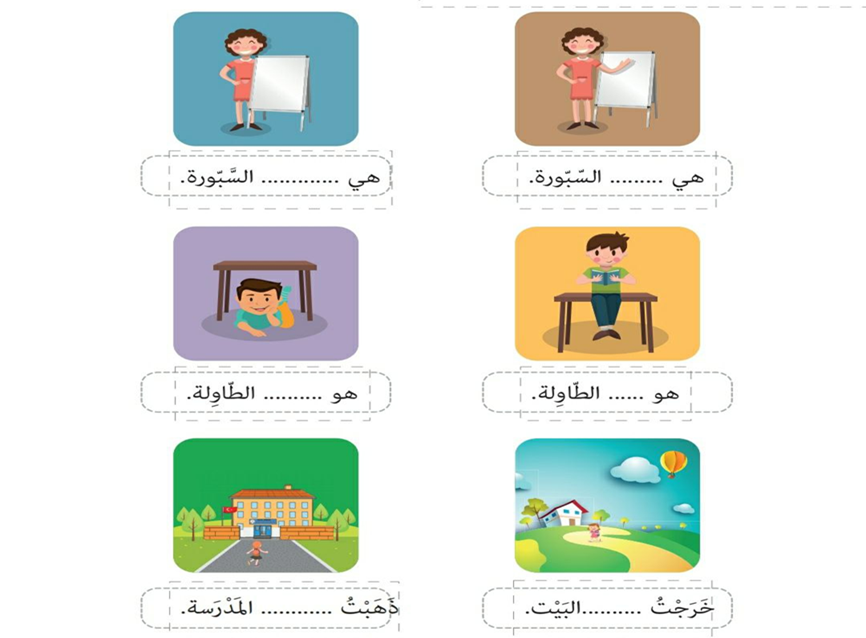 هي ......... السّبّورة.
هي ............. السَّبّورة.
هو ...... الطّاوِلة.
هو .......... الطّاوِلة.
خَرَجْتُ ..........البَيْت.
ذَهَبْتُ ............ المَدْرَسة.